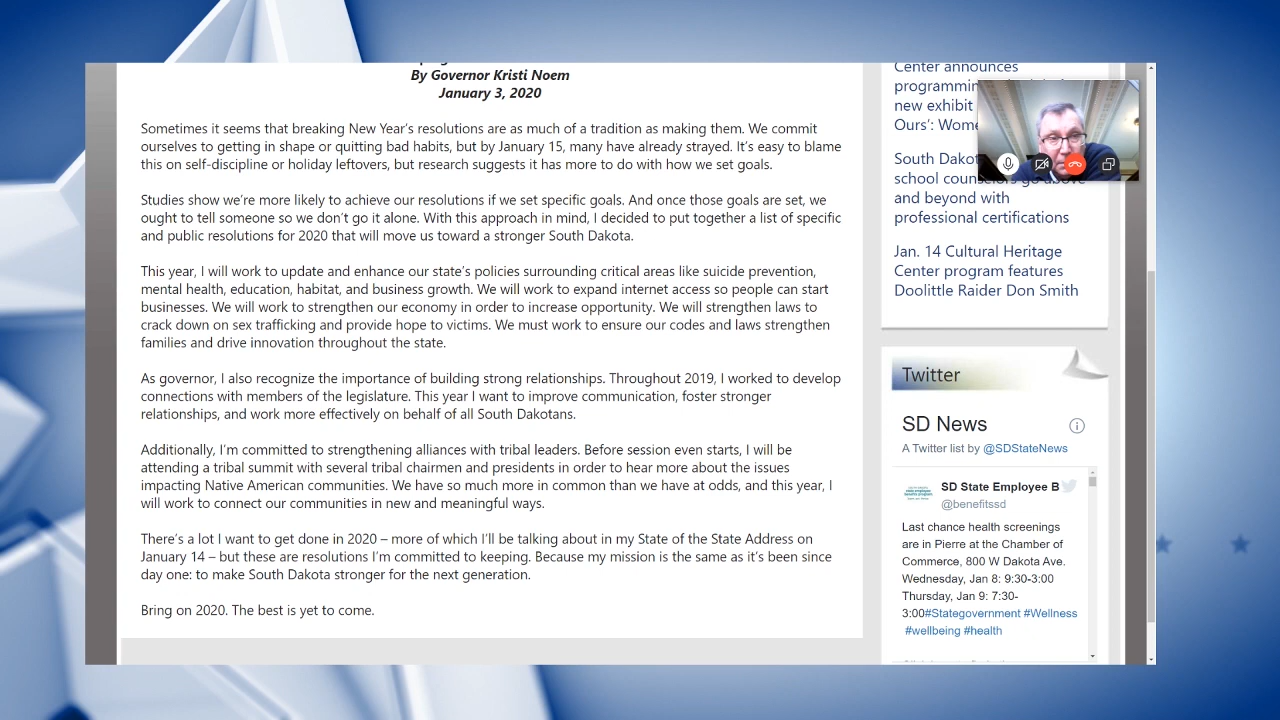 By Governor Kristi Noem
January 3, 2020
Sometimes it seems that breaking New Year's resolutions are as much of a tradition as making them. We commit
ourselves to getting in shape or quitting bad habits, but by January 15, many have already strayed. It's easy to blame
this on self-discipline or holiday leftovers, but research suggests it has more to do with how we set goals.
Studies show we're more likely to achieve our resolutions if we set specific goals. And once those goals are set, we
ought to tell someone so we don't go it alone. With this approach in mind, I decided to put together a list of specific
and public resolutions for 2020 that will move us toward a stronger South Dakota.
This year, I will work to update and enhance our state's policies surrounding critical areas like suicide prevention,
mental health, education, habitat, and business growth. We will work to expand internet access so people can start
businesses. We will work to strengthen our economy in order to increase opportunity. We will strengthen laws to
crack down on sex trafficking and provide hope to victims. We must work to ensure our codes and laws strengthen
families and drive innovation throughout the state.
As governor, I also recognize the importance of building strong relationships. Throughout 2019, I worked to develop
connections with members of the legislature. This year I want to improve communication, foster stronger
relationships, and work more effectively on behalf of all South Dakotans.
Additionally, I'm committed to strengthening alliances with tribal leaders. Before session even starts, I will be
attending a tribal summit with several tribal chairmen and presidents in order to hear more about the issues
impacting Native American communities. We have so much more in common than we have at odds, and this year, I
will work to connect our communities in new and meaningful ways.
There's a lot I want to get done in 2020 – more of which I'll be talking about in my State of the State Address on
January 14 – but these are resolutions I'm committed to keeping. Because my mission is the same as it's been since
day one: to make South Dakota stronger for the next generation.
Bring on 2020. The best is yet to come.
Center announces
new exhibit
Ours':
South
school counselors go above
and beyond with
professional certifications
Jan. 14 Cultural Heritage
Center program features
Doolittle Raider Don Smith
Twitter
SD News
A Twitter list by @SDStateNews
SD State Employee B
@benefitssd
Last chance health screenings
are in Pierre at the Chamber of
Commerce, 800 W Dakota Ave.
Wednesday, Jan 8: 9:30-3:00
Thursday, Jan 9: 7:30-
3:00#Stategovernment #Wellness
#wellbeing #health